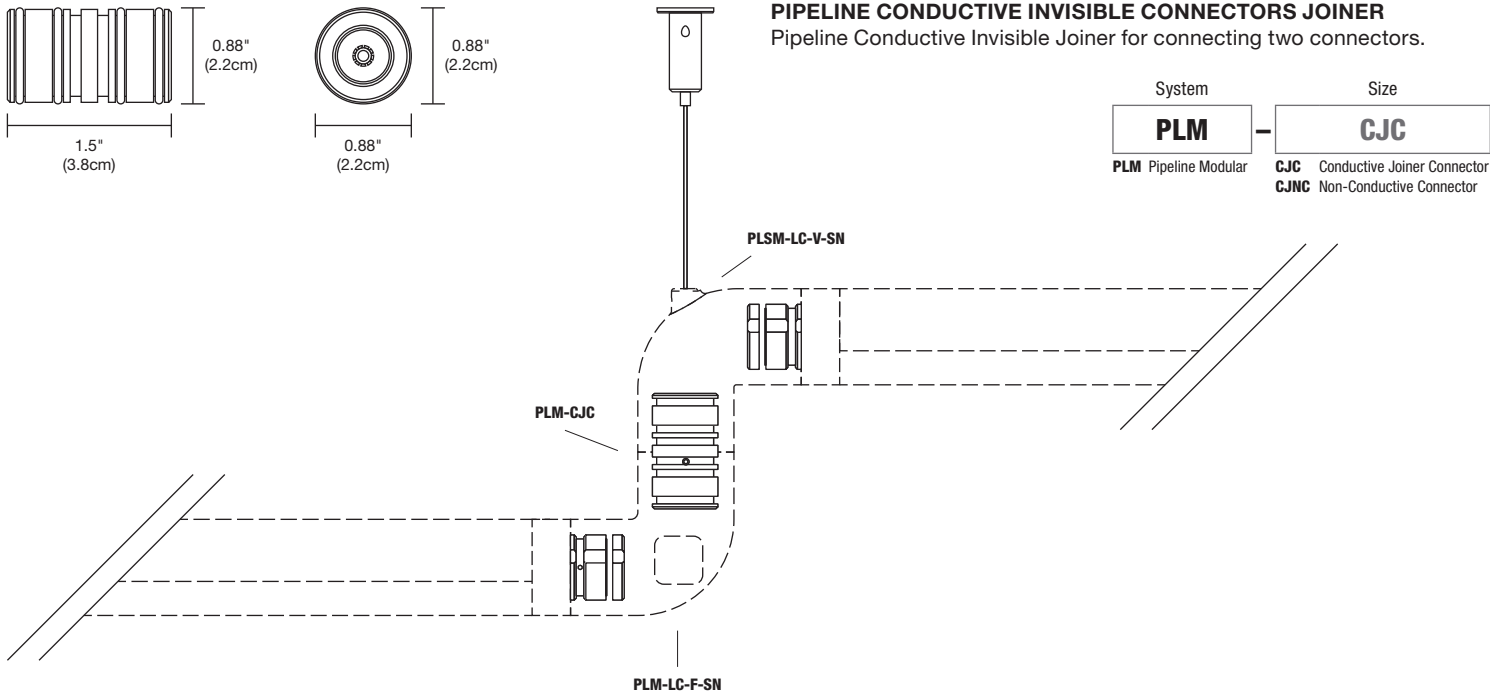 PIPELINE CONDUCTIVE INVISIBLE CONNECTORS JOINER
Pipeline Conductive Invisible Joiner for connecting two connectors.
0.88"
(2.2cm)
1.5"
(3.8cm)
0.88"
(2.2cm)
0.88"
(2.2cm)
System
Size
PLM – CJC
PLM Pipeline Modular
CJC Conductive Joiner Connector
CJNC Non-Conductive Connector
PLSM-LC-V-SN
PLM-CJC
PLM-LC-F-SN